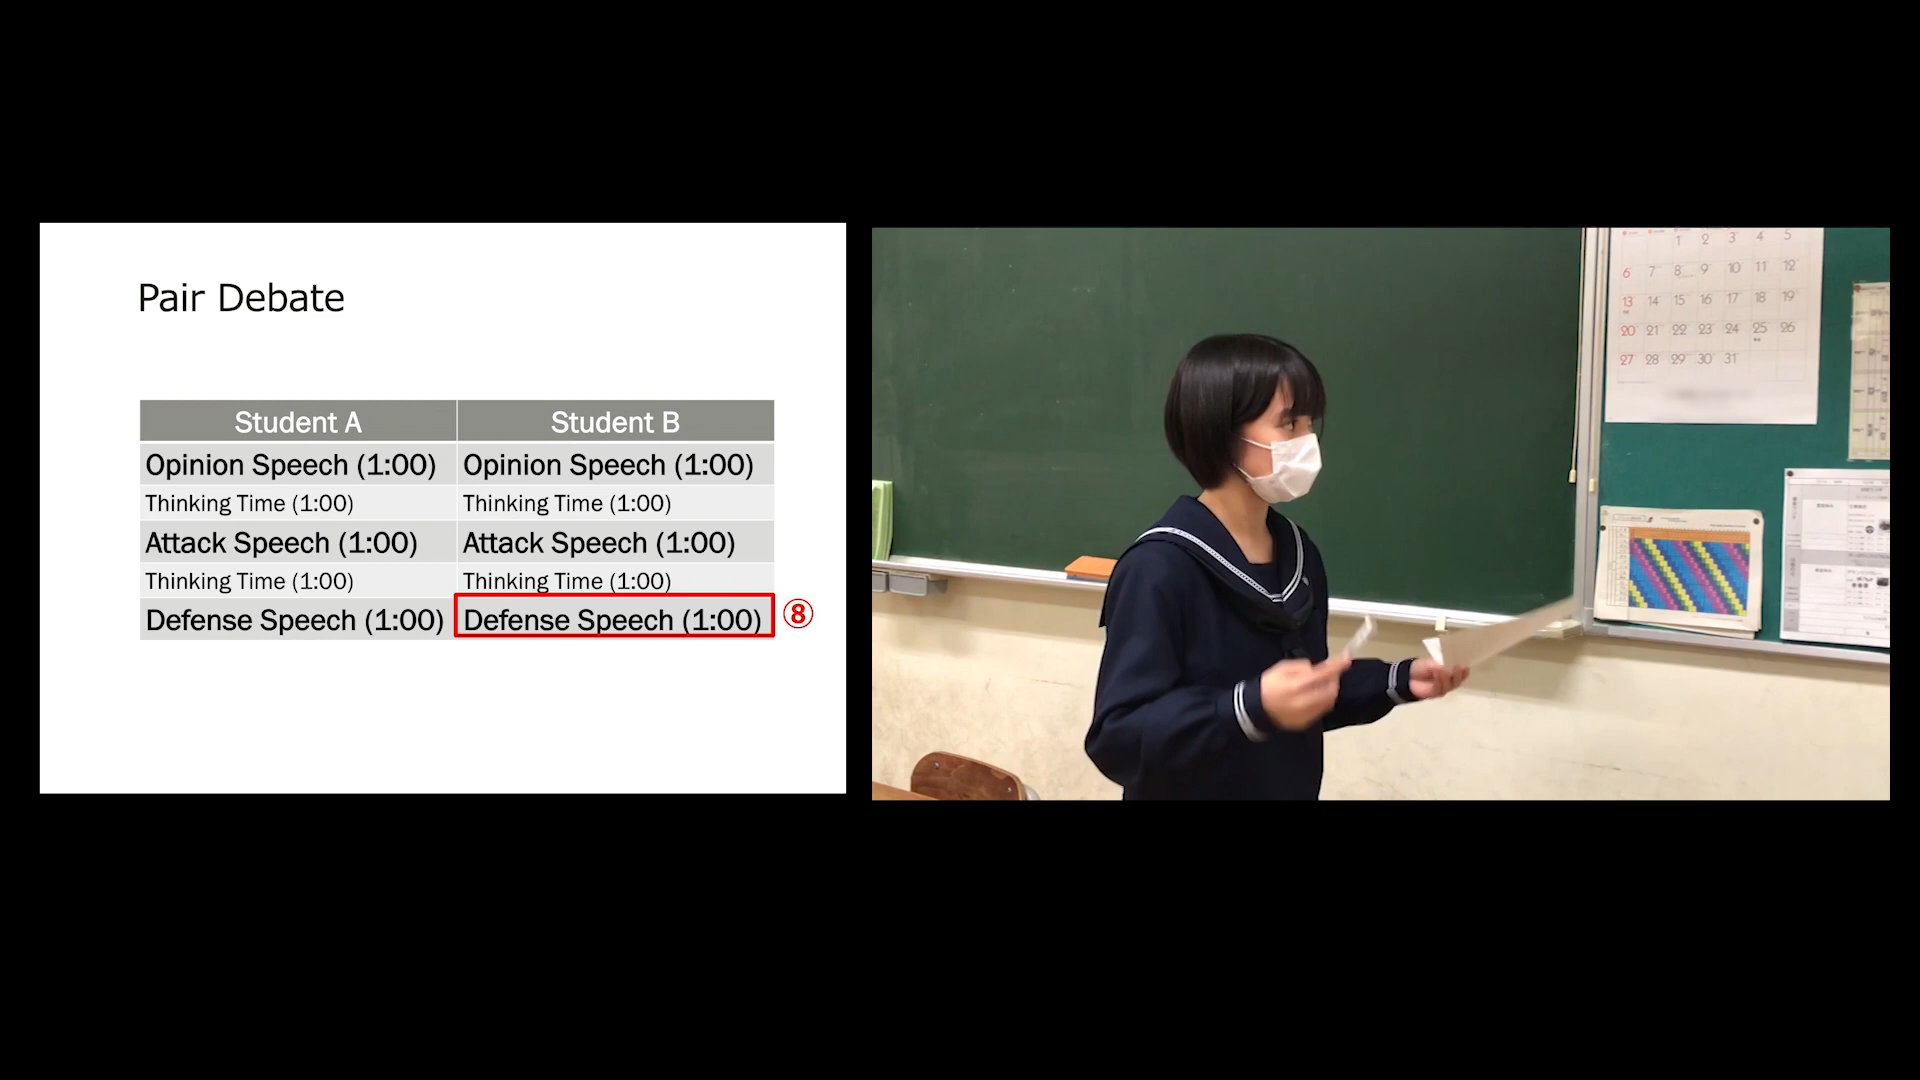 Pair Debate
Student A Student B
Opinion Speech (1:00) Opinion Speech (1:00)
Thinking Time (1:00) Thinking Time (1:00)
Attack Speech (1:00) Attack Speech (1:00)
Thinking Time (1:00) Thinking Time (1:00)
Defense Speech (1:00) Defense Speech (1:00) ⑧
1 2 3 4 5
6 7 8 9 10 11 12
13 14 15 16 17 18 19
20 21 22 23 24 25 26
27 28 29 30 31